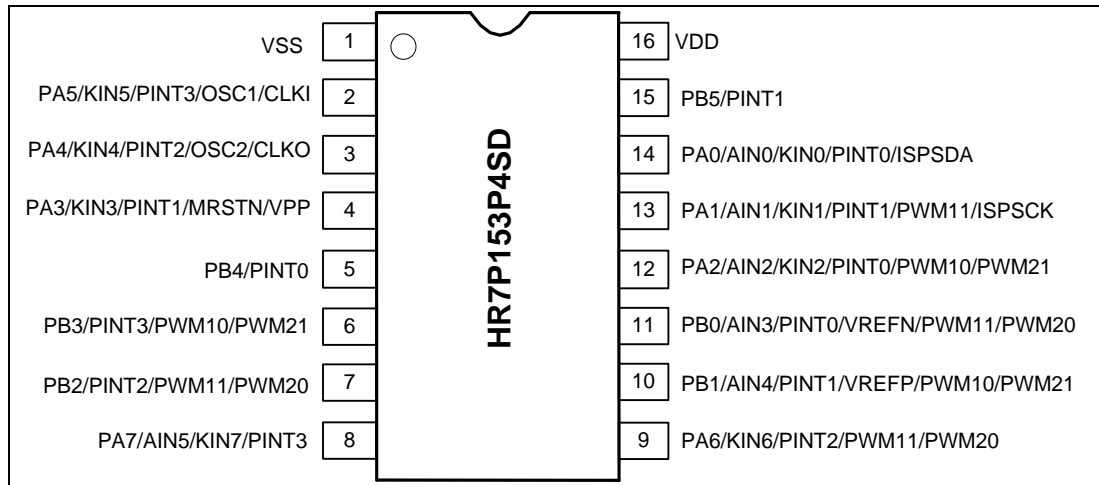 VSS 1
PA5/KIN5/PINT3/OSC1/CLKI 2
PA4/KIN4/PINT2/OSC2/CLKO 3
PA3/KIN3/PINT1/MRSTN/VPP 4
PB4/PINT0 5
PB3/PINT3/PWM10/PWM21 6
PB2/PINT2/PWM11/PWM20 7
PA7/AIN5/KIN7/PINT3 8
HR7P153P4SD
16 VDD
15 PB5/PINT1
14 PA0/AIN0/KIN0/PINT0/ISPSDA
13 PA1/AIN1/KIN1/PINT1/PWM11/ISPSCK
12 PA2/AIN2/KIN2/PINT0/PWM10/PWM21
11 PB0/AIN3/PINT0/VREFN/PWM11/PWM20
10 PB1/AIN4/PINT1/VREFP/PWM10/PWM21
9 PA6/KIN6/PINT2/PWM11/PWM20